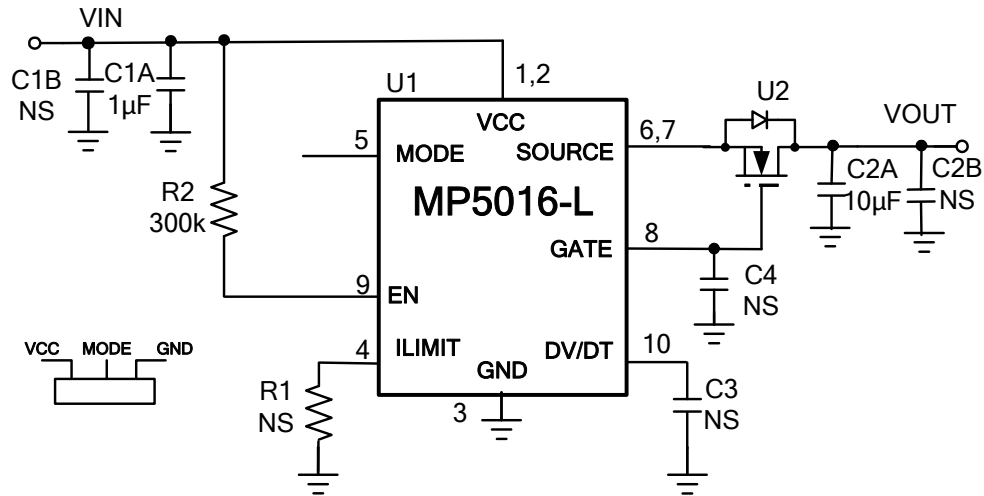 VIN
C1B
NS
C1A
1µF
U1
1,2
VCC
U2
5
MODE
SOURCE
6,7
VOUT
MP5016-L
R2
300k
C2A
10µF
C2B
NS
GATE
8
9
EN
C4
NS
4
ILIMIT
DV/DT
10
GND
3
R1
NS
C3
NS
VCC
MODE
GND